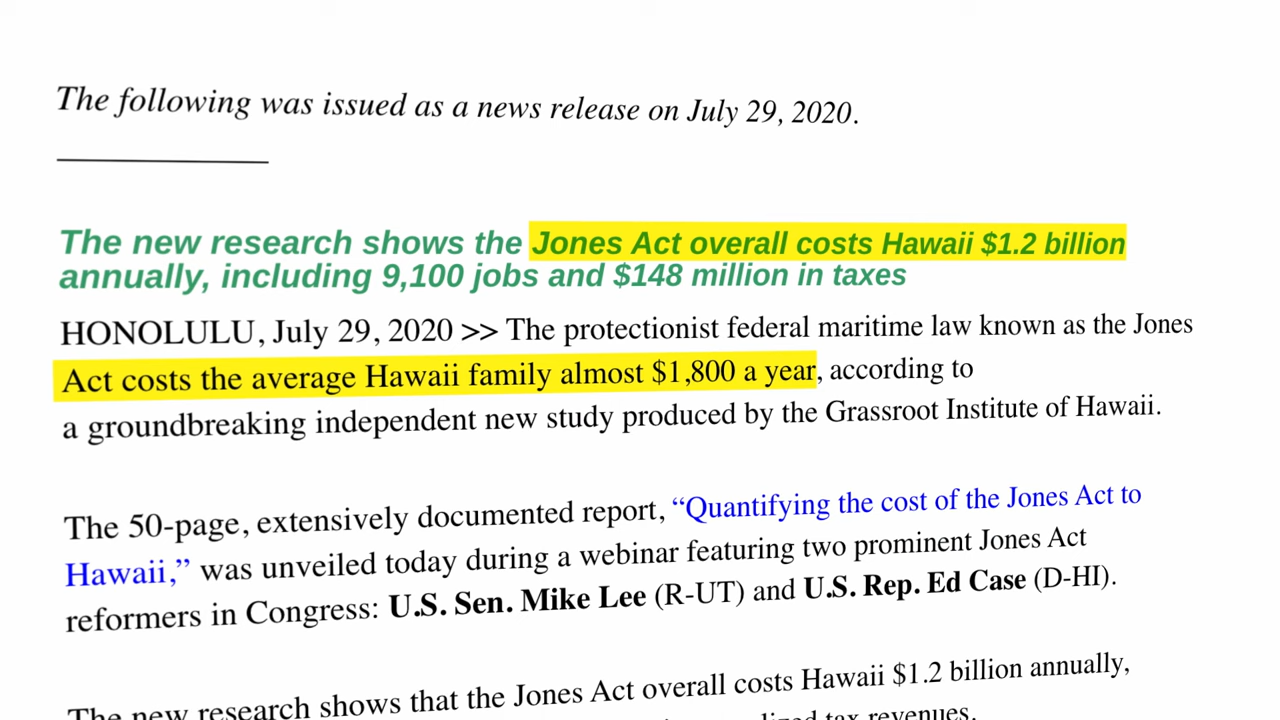 The following was issued as a news release on July 29, 2020.
The new research shows the Jones Act overall costs Hawaii $1.2 billion
annually, including 9,100 jobs and $148 million in taxes
HONOLULU, July 29, 2020 >> The protectionist federal maritime law known as the Jones
Act costs the average Hawaii family almost $1,800 a year, according to
a groundbreaking independent new study produced by the Grassroot Institute of Hawaii.
The 50-page, extensively documented report, “Quantifying the cost of the Jones Act to
Hawaii,” was unveiled today during a webinar featuring two prominent Jones Act
reformers in Congress: U.S. Sen. Mike Lee (R-UT) and U.S. Rep. Ed Case (D-HI).
The new research shows that the Jones Act overall costs Hawaii $1.2 billion annually,
tax revenues.